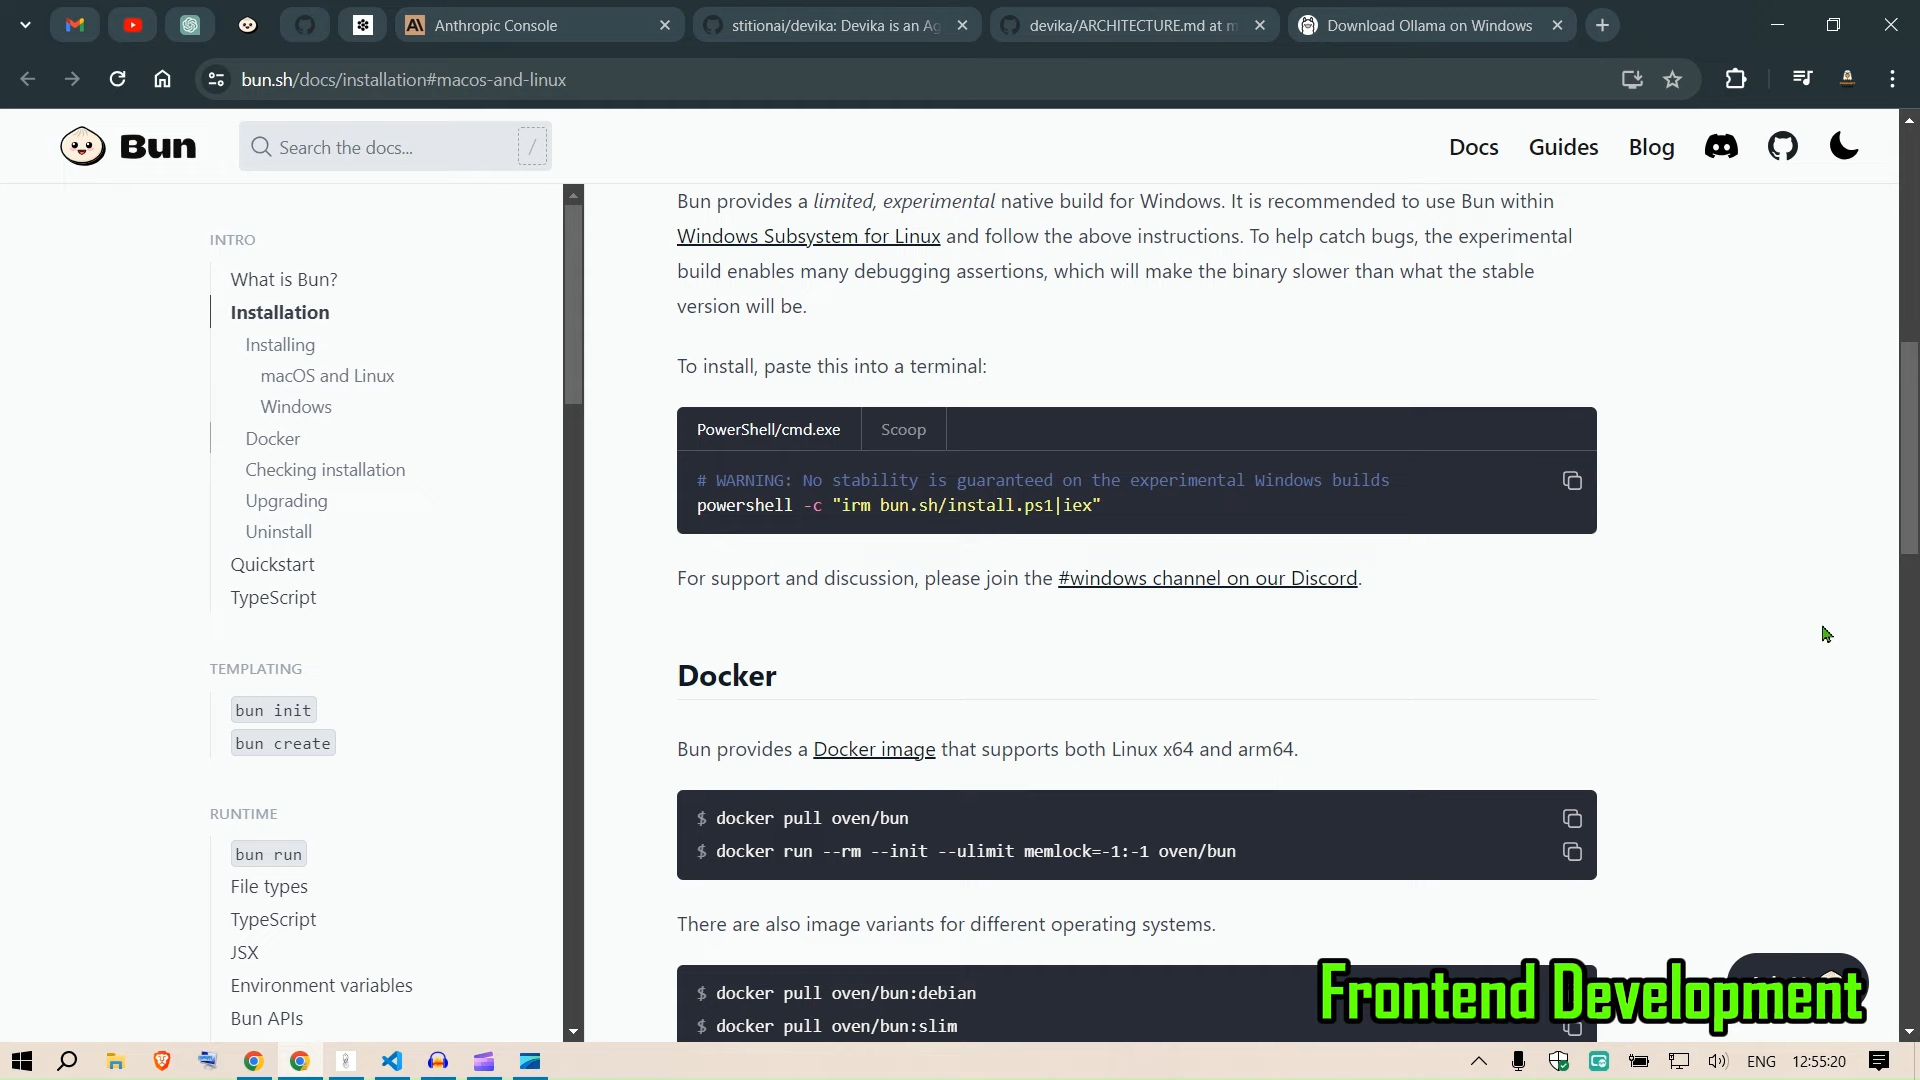 Anthropic Console
stitionai/devika: Devika is an Ag
devika/ARCHITECTURE.md at m
Download Ollama on Windows
bun.sh/docs/installation#macos-and-linux
Bun
Search the docs...
/
Docs
Guides
Blog
INTRO
What is Bun?
Installation
Installing
macOS and Linux
Windows
Docker
Checking installation
Upgrading
Uninstall
Quickstart
TypeScript
TEMPLATING
bun init
bun create
RUNTIME
bun run
File types
TypeScript
JSX
Environment variables
Bun APIs
Bun provides a limited, experimental native build for Windows. It is recommended to use Bun within
Windows Subsystem for Linux and follow the above instructions. To help catch bugs, the experimental
build enables many debugging assertions, which will make the binary slower than what the stable
version will be.
To install, paste this into a terminal:
PowerShell/cmd.exe
Scoop
# WARNING: No stability is guaranteed on the experimental Windows builds
powershell -c "irm bun.sh/install.ps1|iex"
For support and discussion, please join the #windows channel on our Discord.
Docker
Bun provides a Docker image that supports both Linux x64 and arm64.
$ docker pull oven/bun
$ docker run --rm --init --ulimit memlock=-1:-1 oven/bun
There are also image variants for different operating systems.
$ docker pull oven/bun:debian
$ docker pull oven/bun:slim
Frontend Development
ENG
12:55:20